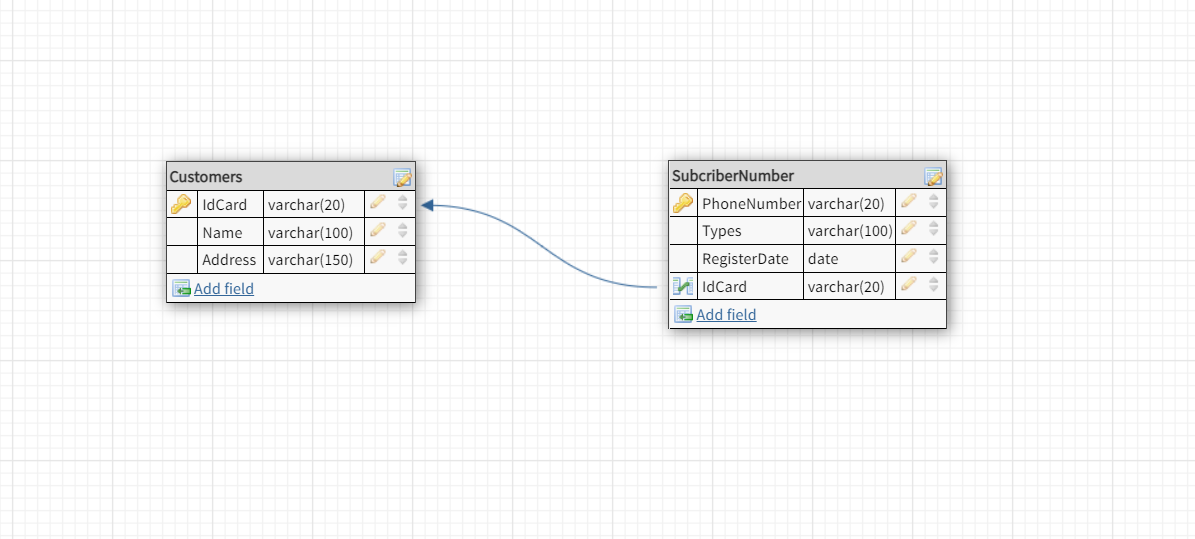 Customers
IdCard varchar(20)
Name varchar(100)
Address varchar(150)
Add field
SubcriberNumber
PhoneNumber varchar(20)
Types varchar(100)
RegisterDate date
IdCard varchar(20)
Add field